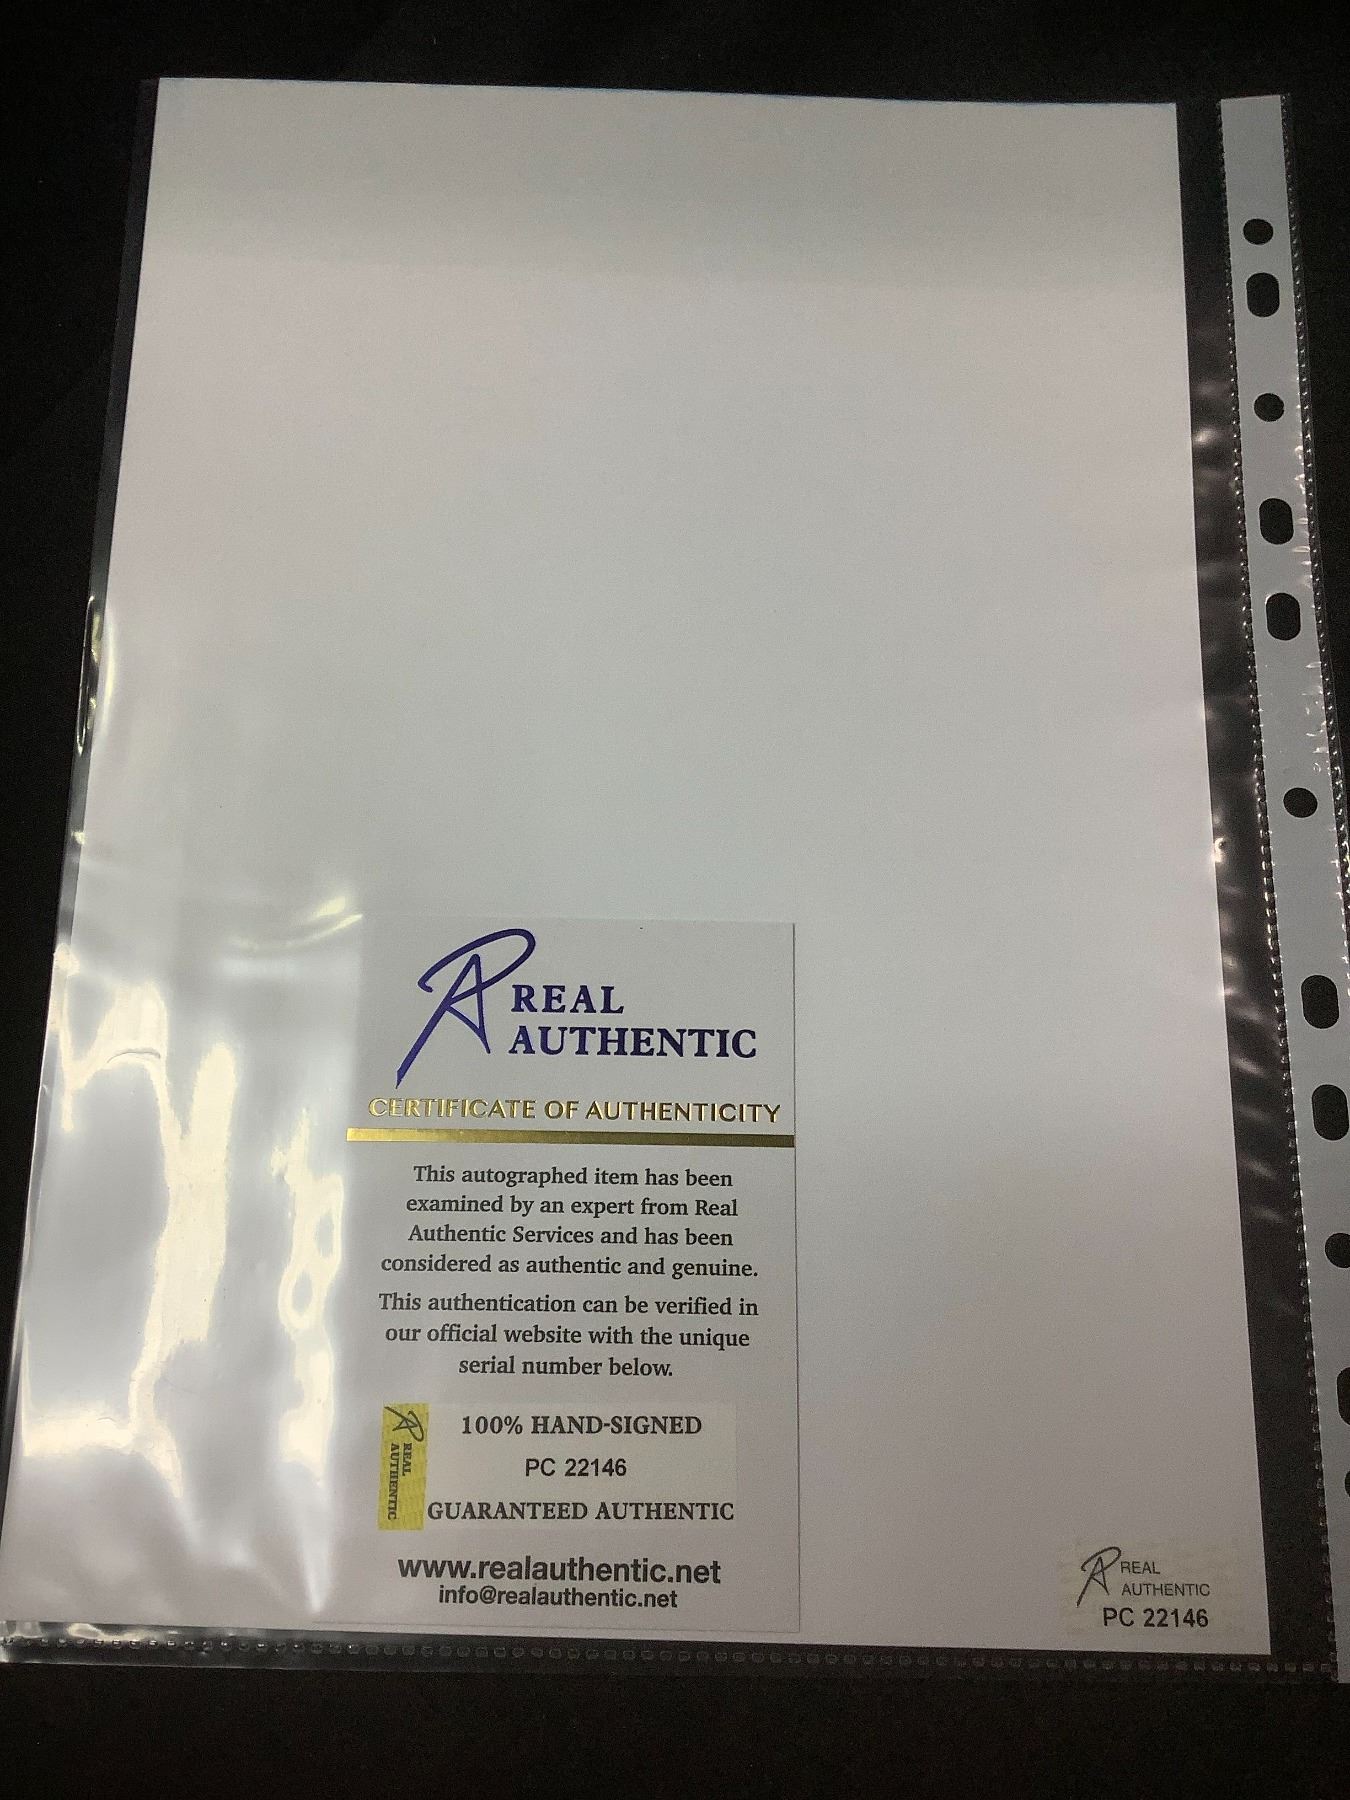 REAL
AUTHENTIC
CERTIFICATE OF AUTHENTICITY
This autographed item has been
examined by an expert from Real
Authentic Services and has been
considered as authentic and genuine.
This authentication can be verified in
our official website with the unique
serial number below.
REAL
AUTHENTIC
100% HAND-SIGNED
PC 22146
GUARANTEED AUTHENTIC
www.realauthentic.net
info@realauthentic.net
REAL
AUTHENTIC
PC 22146